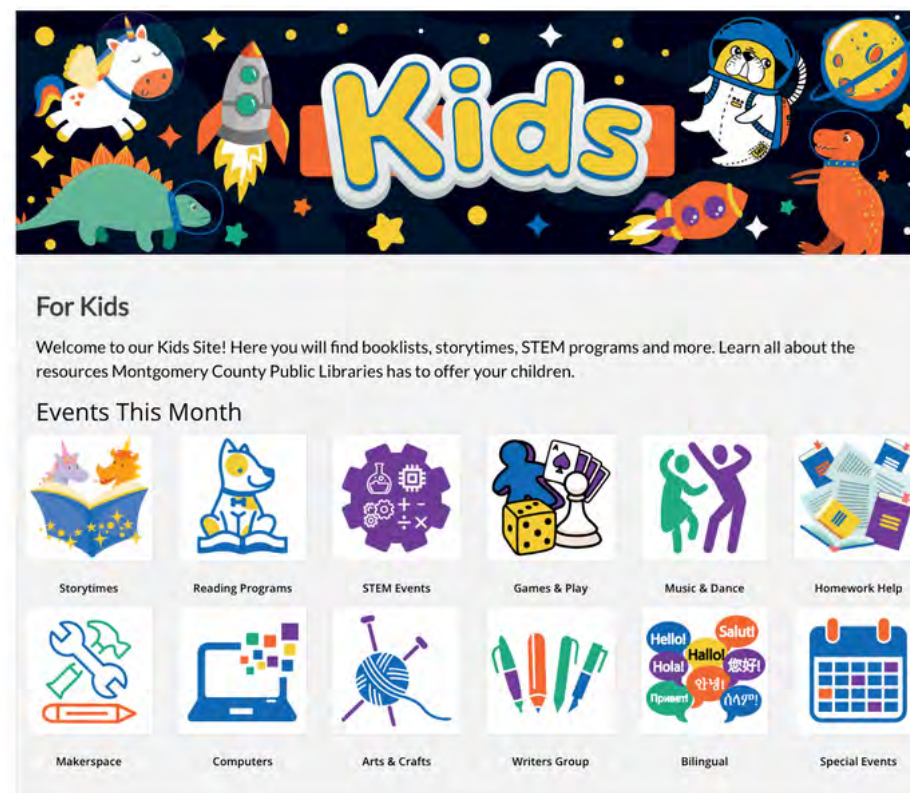 Kids
For Kids
Welcome to our Kids Site! Here you will find booklists, storytimes, STEM programs and more. Learn all about the
resources Montgomery County Public Libraries has to offer your children.
Events This Month
A
Storytimes
Reading Programs
STEM Events
Games & Play
Music & Dance
Homework Help
Hello!
Salut!
Hallo!
Hola!
您好!
안녕!
Привет!
ሰላም!
Makerspace
Computers
Arts & Crafts
Writers Group
Bilingual
Special Events